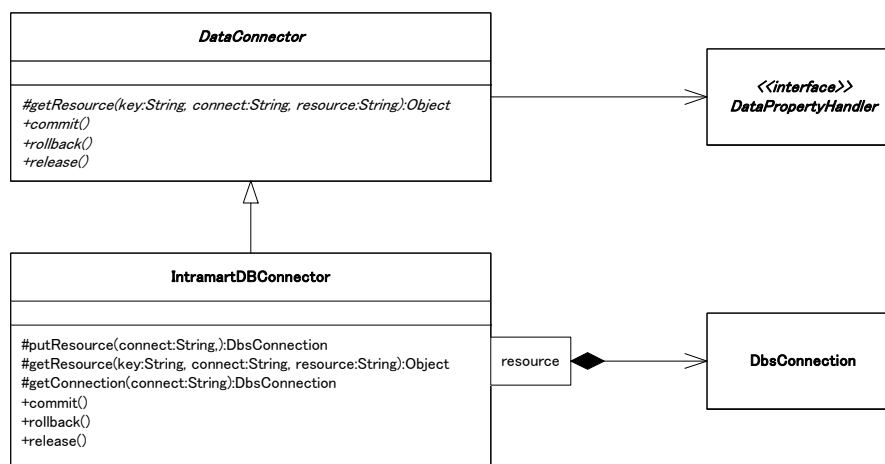 DataConnector
#getResource(key:String, connect:String, resource:String):Object
+commit()
+rollback()
+release()
<<interface>>
DataPropertyHandler
IntramartDBConnector
#putResource(connect:String,):DbsConnection
#getResource(key:String, connect:String, resource:String):Object
#getConnection(connect:String):DbsConnection
+commit()
+rollback()
+release()
resource
DbsConnection